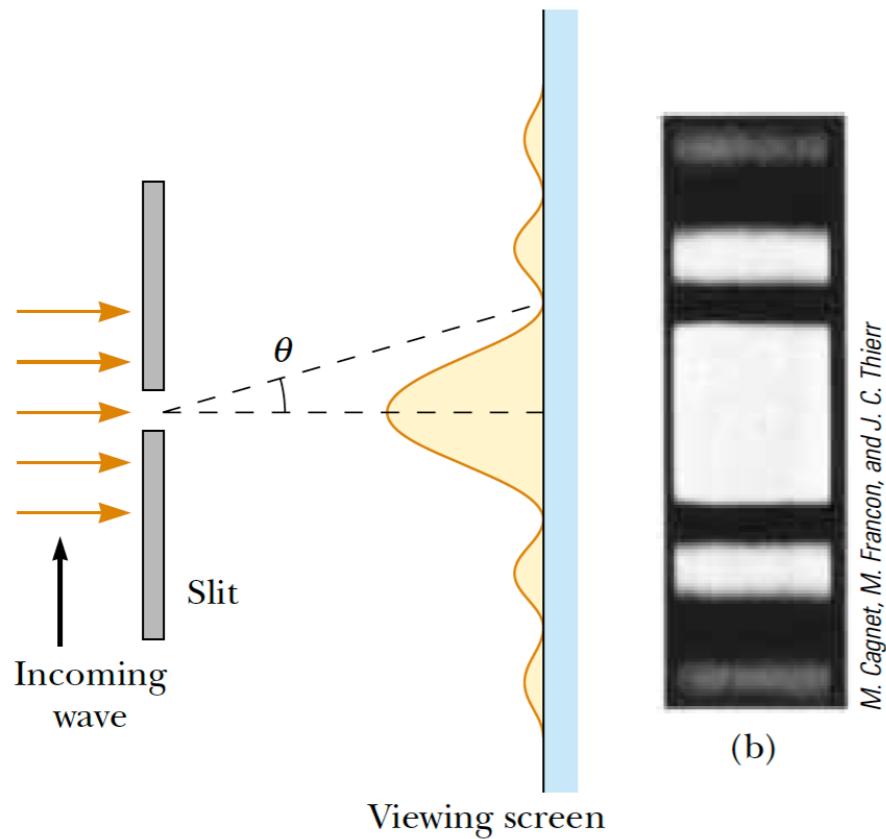 θ
Slit
Incoming
wave
Viewing screen
(b)
M. Cagnet, M. Francon, and J. C. Thierr